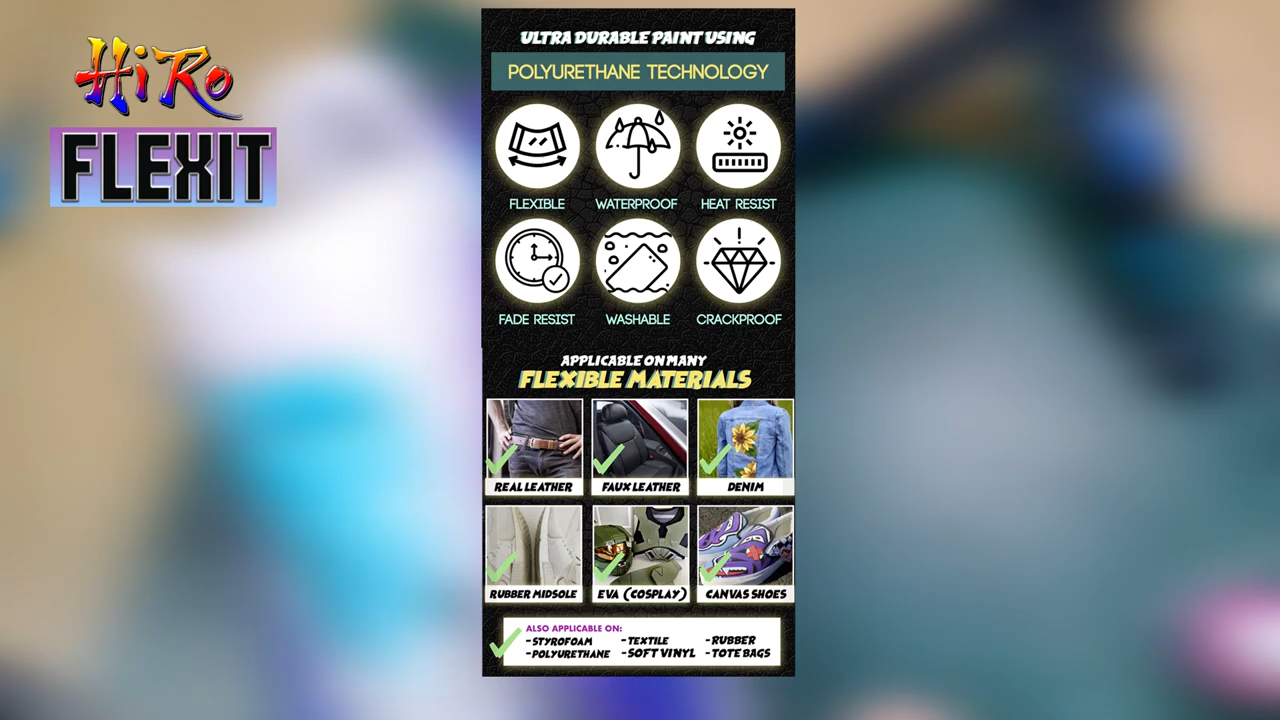 HiRo
FLEXIT
ULTRA DURABLE PAINT USING
POLYURETHANE TECHNOLOGY
FLEXIBLE WATERPROOF HEAT RESIST
FADE RESIST WASHABLE CRACKPROOF
APPLICABLE ON MANY
FLEXIBLE MATERIALS
REAL LEATHER FAUX LEATHER DENIM
RUBBER MIDSOLE EVA (COSPLAY) CANVAS SHOES
ALSO APPLICABLE ON:
- STYROFOAM - TEXTILE - RUBBER
- POLYURETHANE - SOFT VINYL - TOTE BAGS